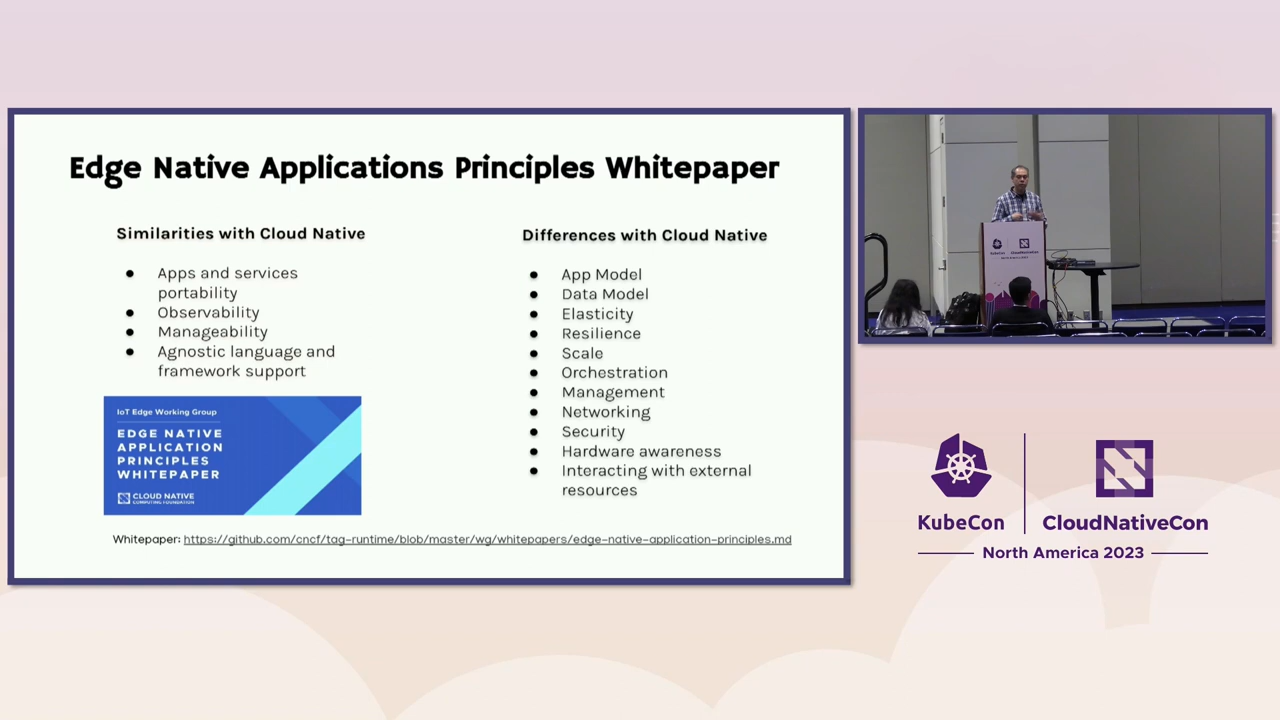 Edge Native Applications Principles Whitepaper
Similarities with Cloud Native
● Apps and services
portability
● Observability
● Manageability
● Agnostic language and
framework support
IoT Edge Working Group
EDGE NATIVE
APPLICATION
PRINCIPLES
WHITEPAPER
CLOUD NATIVE
COMPUTING FOUNDATION
Differences with Cloud Native
● App Model
● Data Model
● Elasticity
● Resilience
● Scale
● Orchestration
● Management
● Networking
● Security
● Hardware awareness
● Interacting with external
resources
Whitepaper: https://github.com/cncf/tag-runtime/blob/master/wg/whitepapers/edge-native-application-principles.md
KubeCon
CloudNativeCon
KubeCon
CloudNativeCon
North America 2023